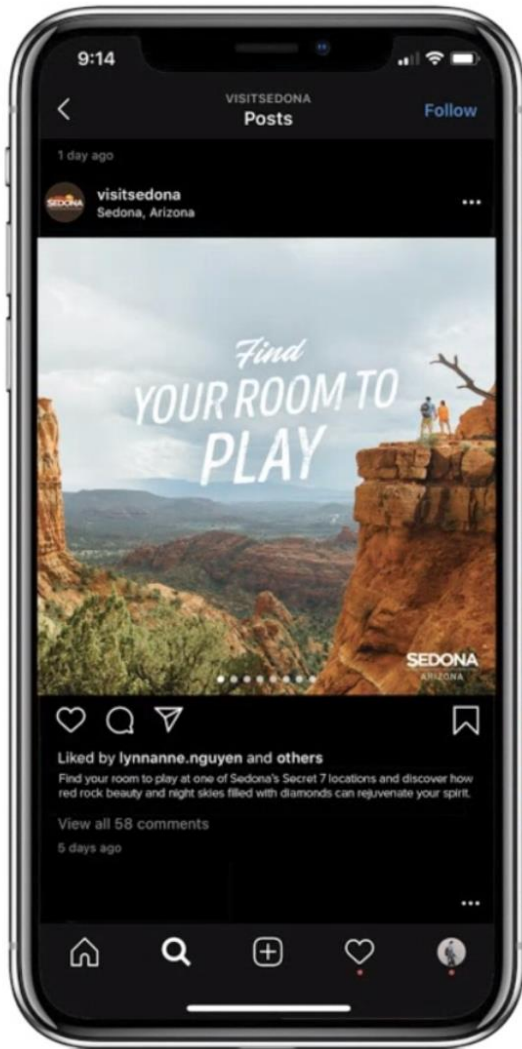 9:14
VISITSEDONA
Posts
Follow
1 day ago
SEDONA
visitsedona
Sedona, Arizona
Find
YOUR ROOM TO
PLAY
SEDONA
ARIZONA
Liked by lynnanne.nguyen and others
Find your room to play at one of Sedona's Secret 7 locations and discover how
red rock beauty and night skies filled with diamonds can rejuvenate your spirit.
View all 58 comments
5 days ago